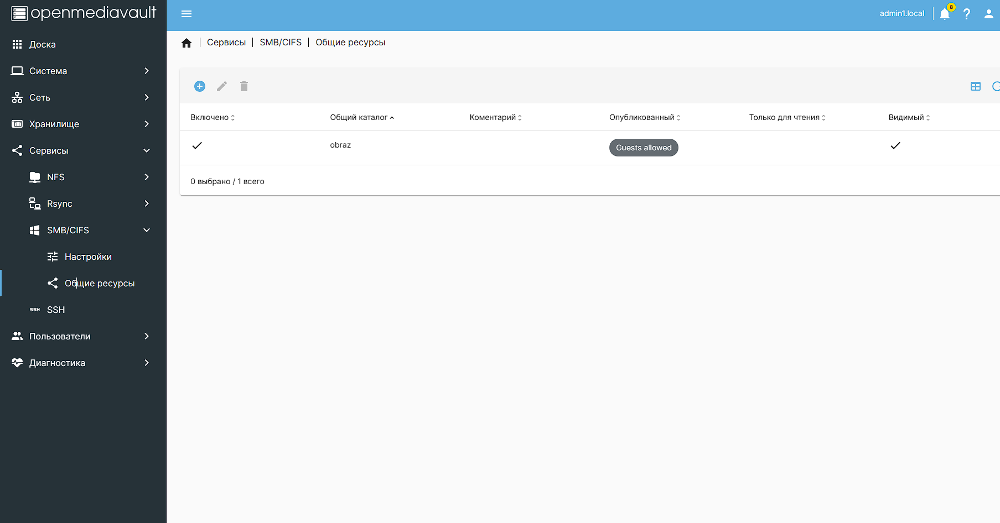 openmediavault
admin1.local
8
Доска
Система
Сеть
Хранилище
Сервисы
NFS
Rsync
SMB/CIFS
Настройки
Общие ресурсы
SSH SSH
Пользователи
Диагностика
Сервисы | SMB/CIFS | Общие ресурсы
Включено Общий каталог Коментарий Опубликованный Только для чтения Видимый
obraz Guests allowed
0 выбрано / 1 всего